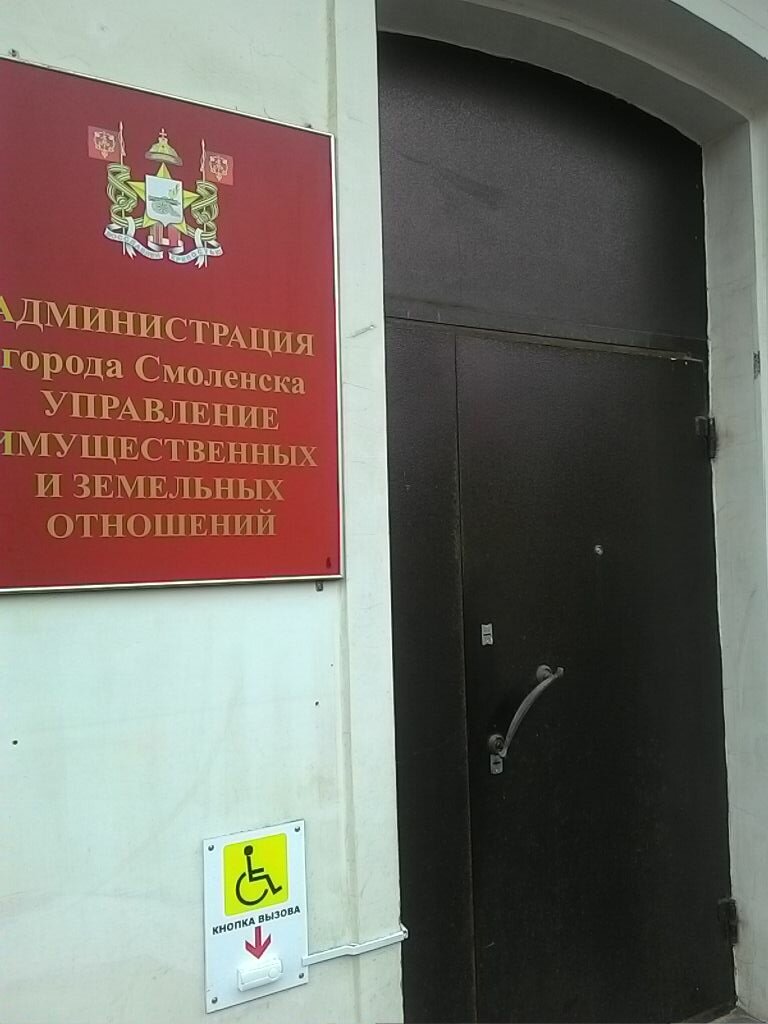 АДМИНИСТРАЦИЯ
города Смоленска
УПРАВЛЕНИЕ
ИМУЩЕСТВЕННЫХ
И ЗЕМЕЛЬНЫХ
ОТНОШЕНИЙ
КНОПКА ВЫЗОВА